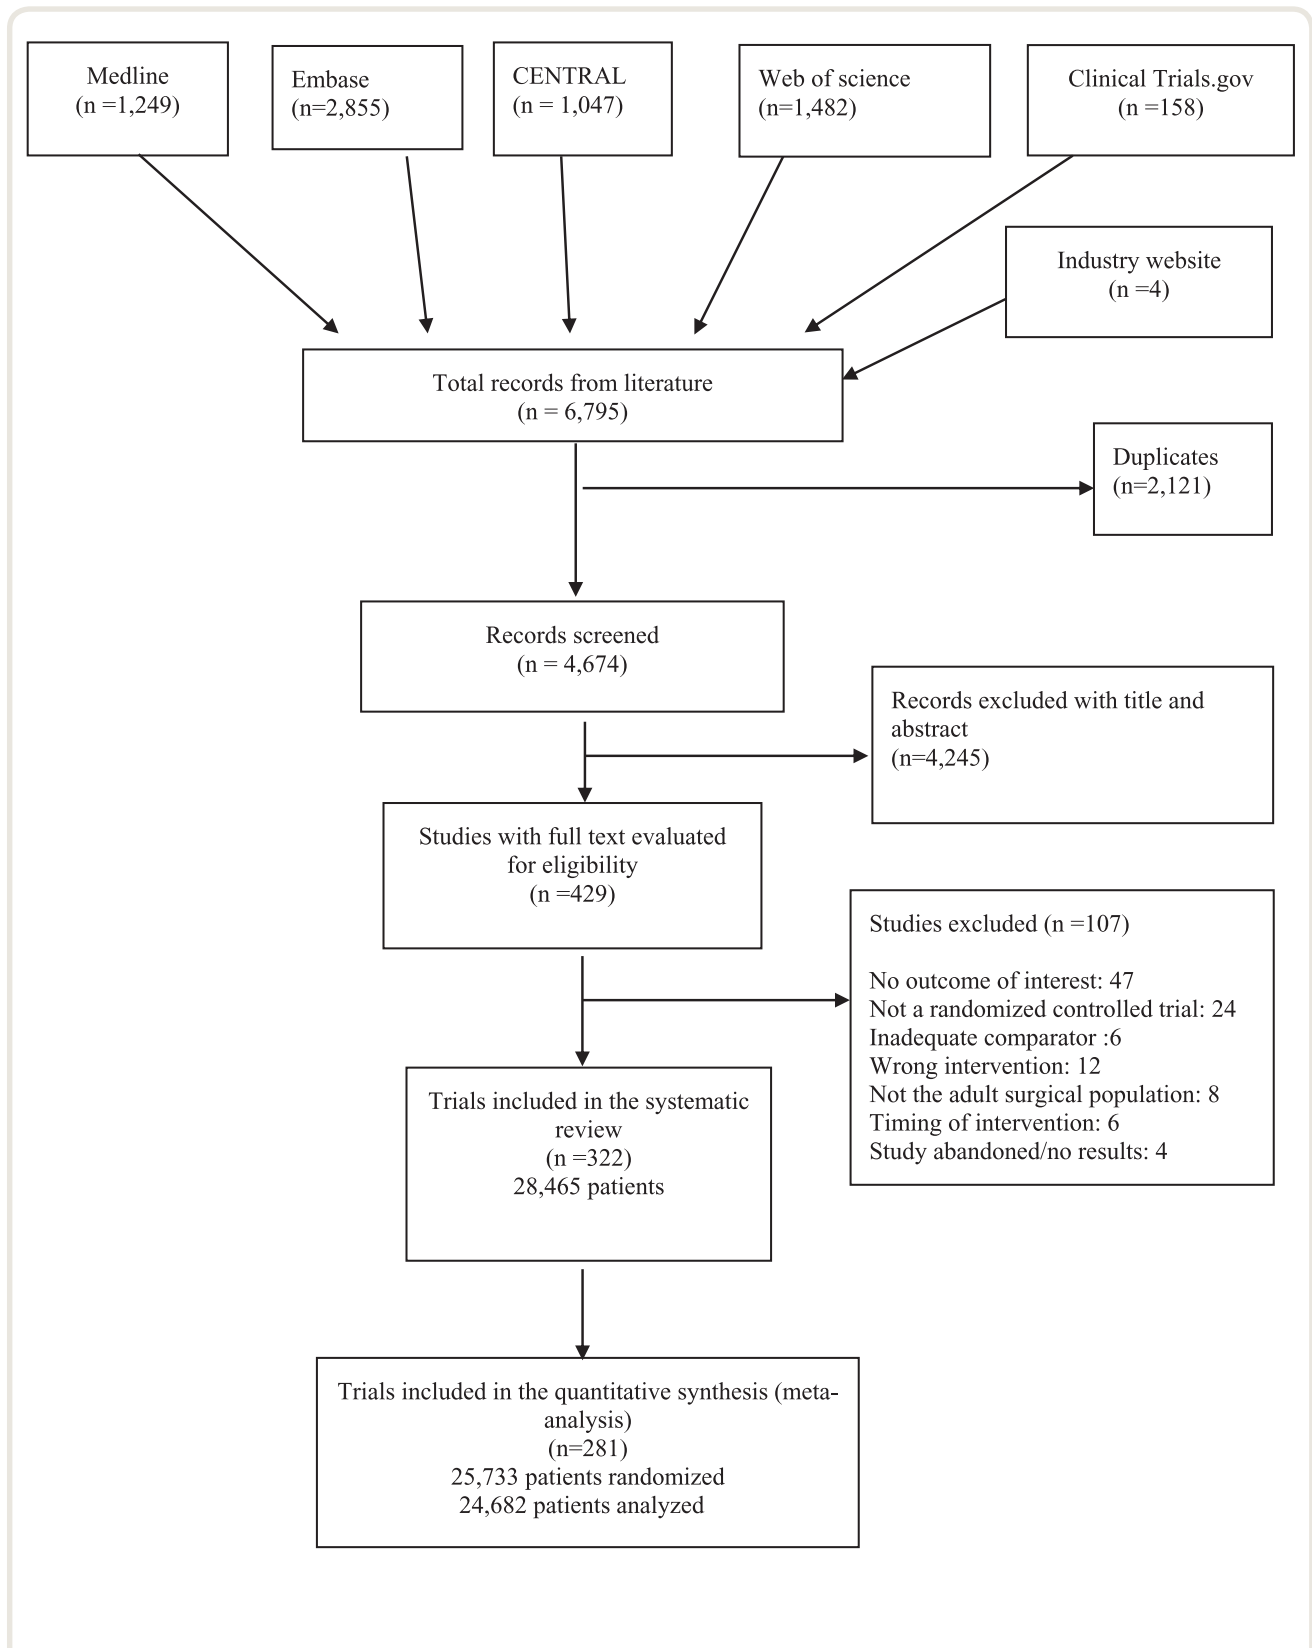 Medline
(n =1,249)
Embase
(n=2,855)
CENTRAL
(n = 1,047)
Web of science
(n=1,482)
Clinical Trials.gov
(n =158)
Industry website
(n =4)
Total records from literature
(n = 6,795)
Duplicates
(n=2,121)
Records screened
(n = 4,674)
Records excluded with title and
abstract
(n=4,245)
Studies with full text evaluated
for eligibility
(n =429)
Studies excluded (n =107)
No outcome of interest: 47
Not a randomized controlled trial: 24
Inadequate comparator :6
Wrong intervention: 12
Not the adult surgical population: 8
Timing of intervention: 6
Study abandoned/no results: 4
Trials included in the systematic
review
(n =322)
28,465 patients
Trials included in the quantitative synthesis (meta-
analysis)
(n=281)
25,733 patients randomized
24,682 patients analyzed